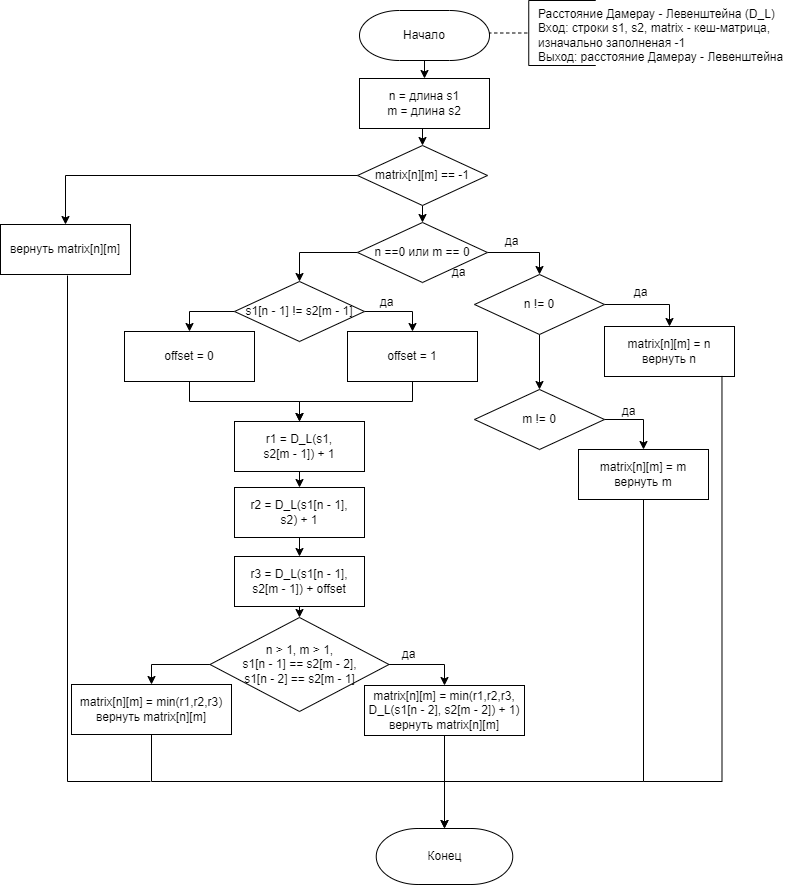 Начало
Расстояние Дамерау - Левенштейна (D_L)
Вход: строки s1, s2, matrix - кеш-матрица,
изначально заполненая -1
Выход: расстояние Дамерау - Левенштейна
n = длина s1
m = длина s2
matrix[n][m] == -1
вернуть matrix[n][m]
да
n ==0 или m == 0
да
s1[n - 1] != s2[m - 1]
да
n != 0
да
offset = 0
offset = 1
matrix[n][m] = n
вернуть n
m != 0
да
r1 = D_L(s1,
s2[m - 1]) + 1
matrix[n][m] = m
вернуть m
r2 = D_L(s1[n - 1],
s2) + 1
r3 = D_L(s1[n - 1],
s2[m - 1]) + offset
n > 1, m > 1,
s1[n - 1] == s2[m - 2],
s1[n - 2] == s2[m - 1]
да
matrix[n][m] = min(r1,r2,r3)
вернуть matrix[n][m]
matrix[n][m] = min(r1,r2,r3,
D_L(s1[n - 2], s2[m - 2]) + 1)
вернуть matrix[n][m]
Конец